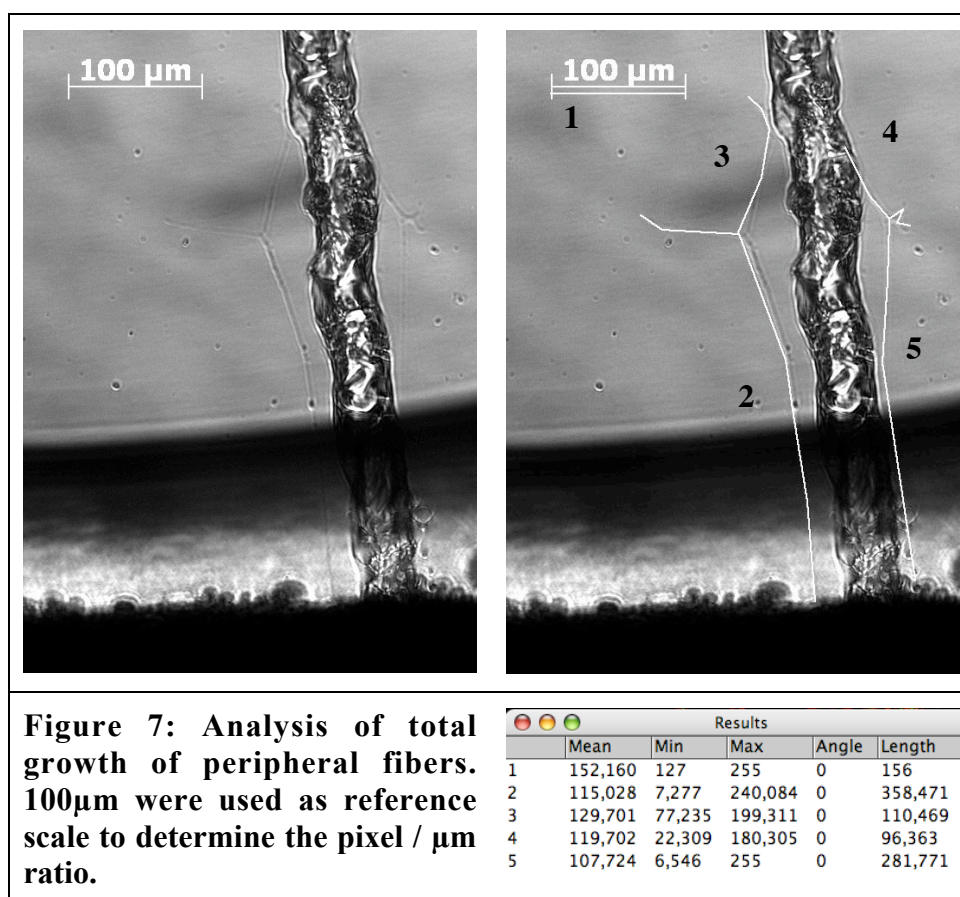 100 µm
100 µm
1
4
3
5
2
Figure 7: Analysis of total
growth of peripheral fibers.
100µm were used as reference
scale to determine the pixel / µm
ratio.
Results
Mean Min Max Angle Length
1 152,160 127 255 0 156
2 115,028 7,277 240,084 0 358,471
3 129,701 77,235 199,311 0 110,469
4 119,702 22,309 180,305 0 96,363
5 107,724 6,546 255 0 281,771